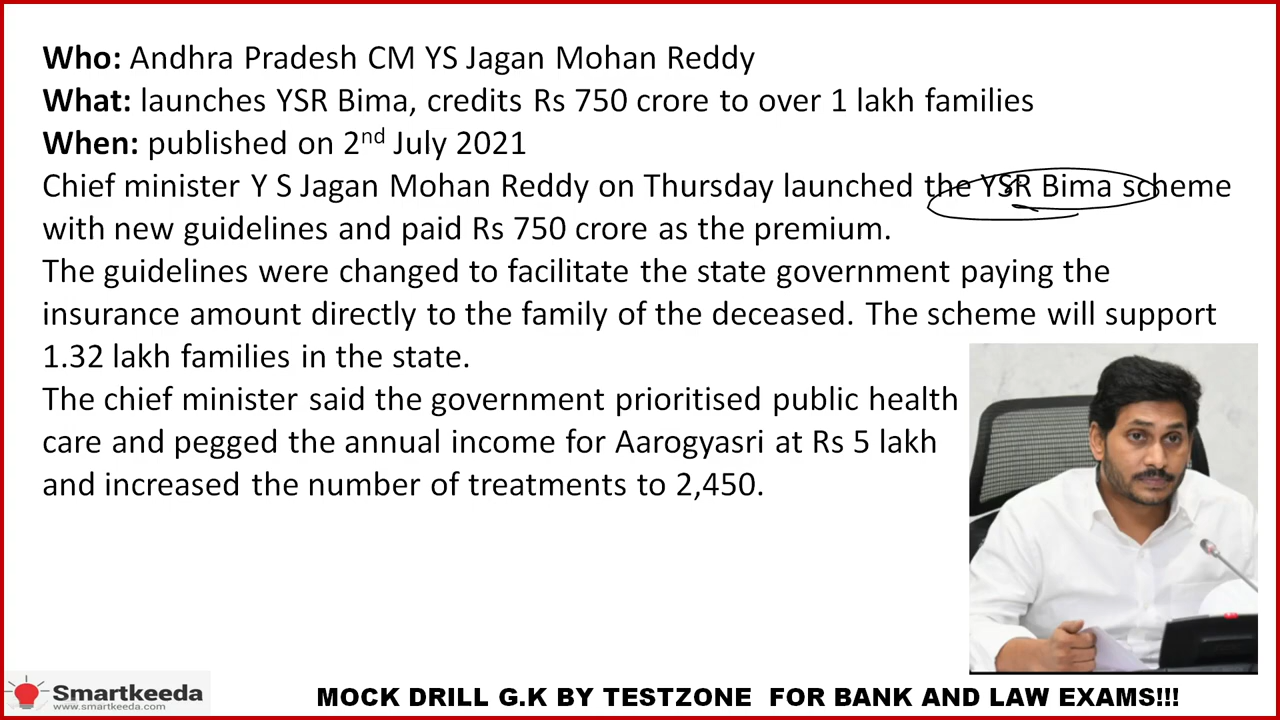 Who: Andhra Pradesh CM YS Jagan Mohan Reddy
What: launches YSR Bima, credits Rs 750 crore to over 1 lakh families
When: published on 2nd July 2021
Chief minister Y S Jagan Mohan Reddy on Thursday launched the YSR Bima scheme
with new guidelines and paid Rs 750 crore as the premium.
The guidelines were changed to facilitate the state government paying the
insurance amount directly to the family of the deceased. The scheme will support
1.32 lakh families in the state.
The chief minister said the government prioritised public health
care and pegged the annual income for Aarogyasri at Rs 5 lakh
and increased the number of treatments to 2,450.
Smartkeeda
www.smartkeeda.com
MOCK DRILL G.K BY TESTZONE FOR BANK AND LAW EXAMS!!!